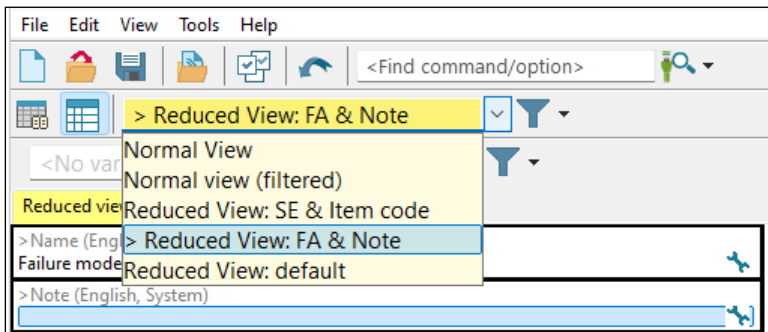 File Edit View Tools Help
<Find command/option>
> Reduced View: FA & Note
<No var
Normal View
Normal view (filtered)
Reduced View: SE & Item code
> Reduced View: FA & Note
Reduced View: default
Reduced view
>Name (Engl
Failure mode
>Note (English, System)